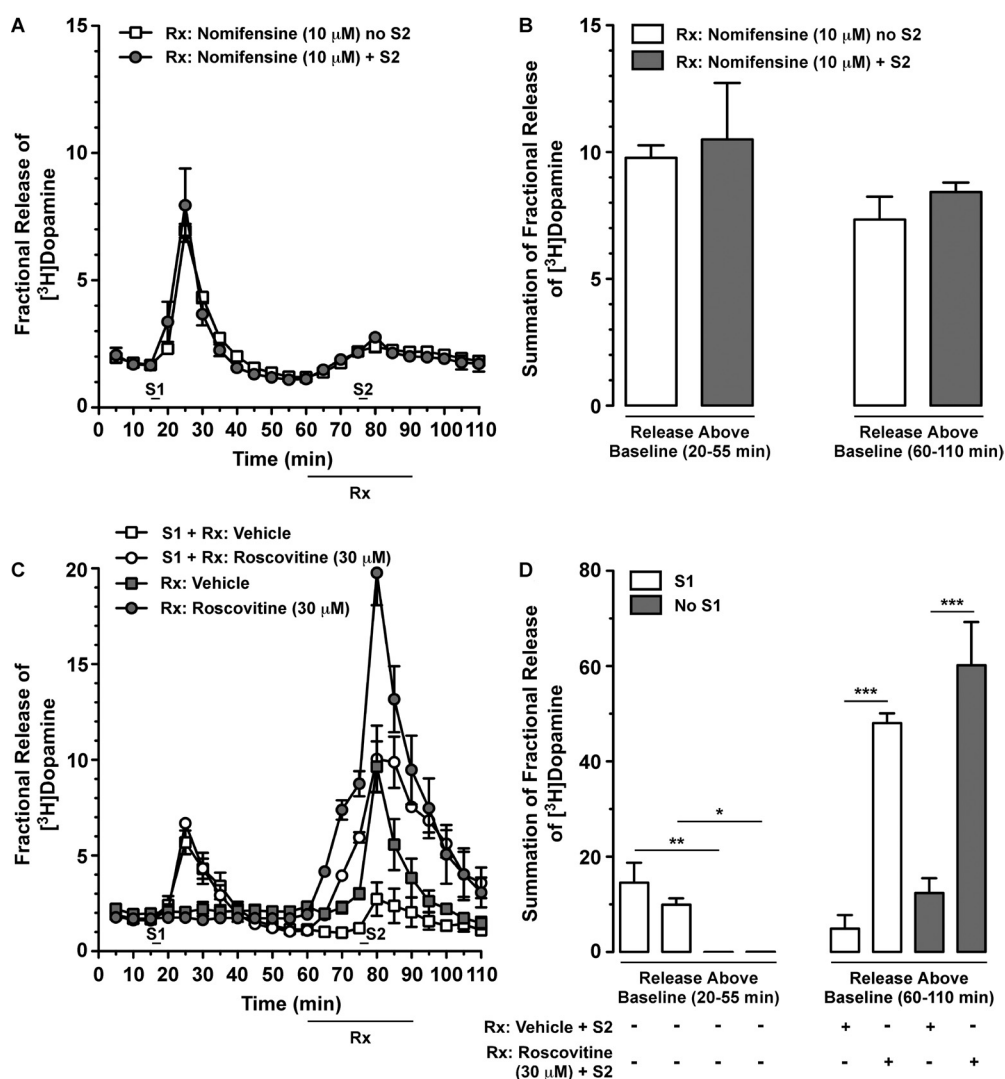 A
Rx: Nomifensine (10 μM) no S2
Rx: Nomifensine (10 μM) + S2
Fractional Release of
[³H]Dopamine
15
10
5
0
S1
S2
0 10 20 30 40 50 60 70 80 90 100 110
Time (min)
Rx
B
Rx: Nomifensine (10 μM) no S2
Rx: Nomifensine (10 μM) + S2
Summation of Fractional Release
of [³H]Dopamine
15
10
5
0
Release Above
Baseline (20-55 min)
Release Above
Baseline (60-110 min)
C
S1 + Rx: Vehicle
S1 + Rx: Roscovitine (30 μM)
Rx: Vehicle
Rx: Roscovitine (30 μM)
Fractional Release of
[³H]Dopamine
20
15
10
5
0
S1
S2
0 10 20 30 40 50 60 70 80 90 100 110
Time (min)
Rx
D
S1
No S1
Summation of Fractional Release
of [³H]Dopamine
80
60
40
20
0
**
*
***
***
Release Above
Baseline (20-55 min)
Release Above
Baseline (60-110 min)
Rx: Vehicle + S2 - - - - + - + -
Rx: Roscovitine
(30 μM) + S2 - - - - - + - +